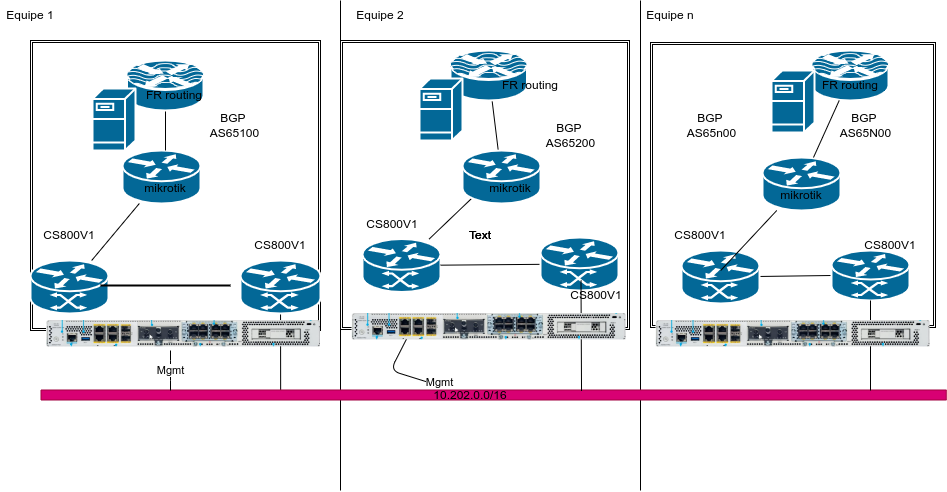 Equipe 1
FR routing
BGP
AS65100
mikrotik
CS800V1
CS800V1
Mgmt
Equipe 2
FR routing
BGP
AS65200
mikrotik
CS800V1
Text
CS800V1
Mgmt
10.202.0.0/16
Equipe n
FR routing
BGP
AS65n00
BGP
AS65N00
mikrotik
CS800V1
CS800V1